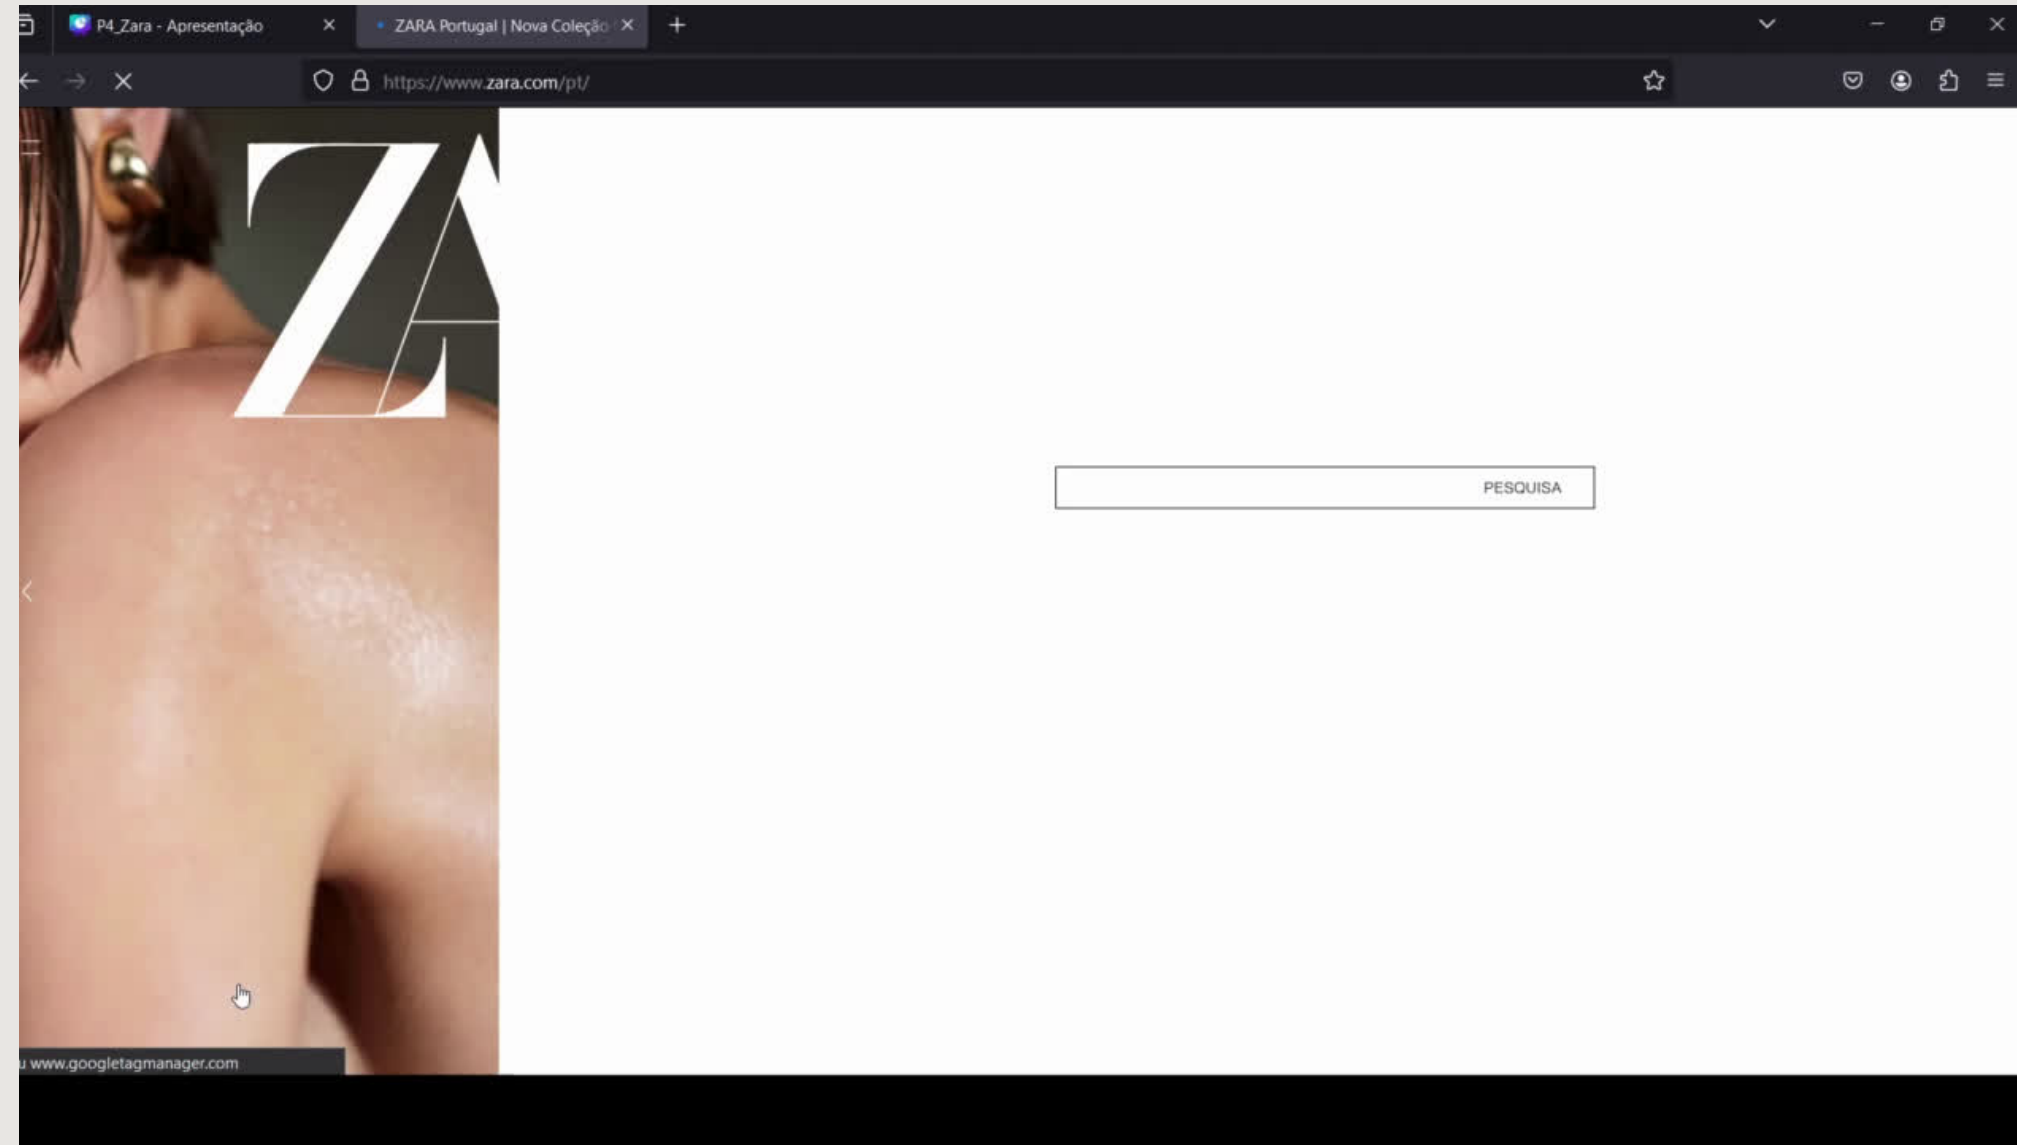 P4_Zara - Apresentação
ZARA Portugal | Nova Coleção
https://www.zara.com/pt/
ZA
PESQUISA
u www.googletagmanager.com